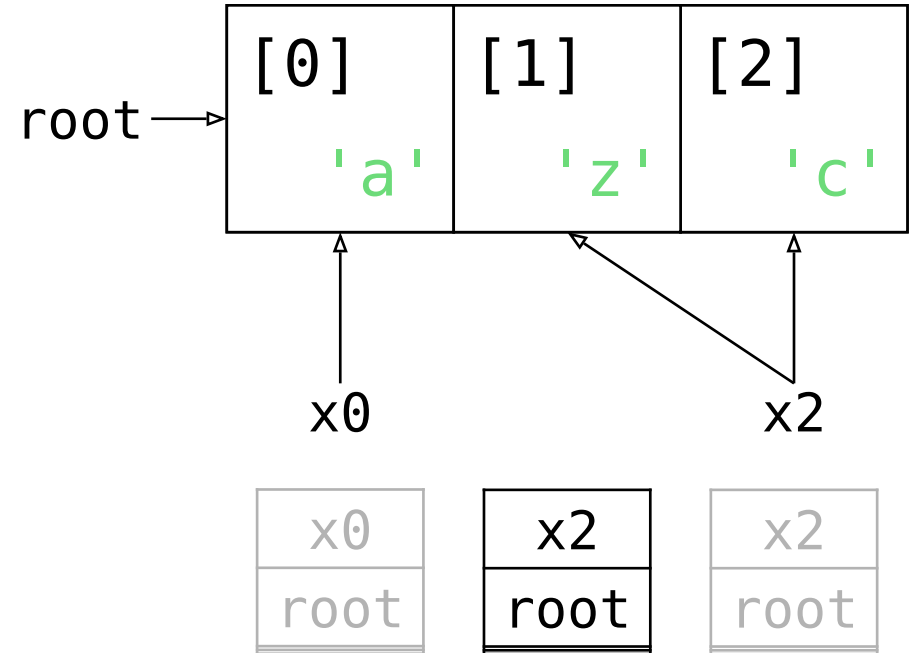 [0] [1] [2]
root
'a' 'z' 'c'
x0 x2
x0 x2 x2
root root root